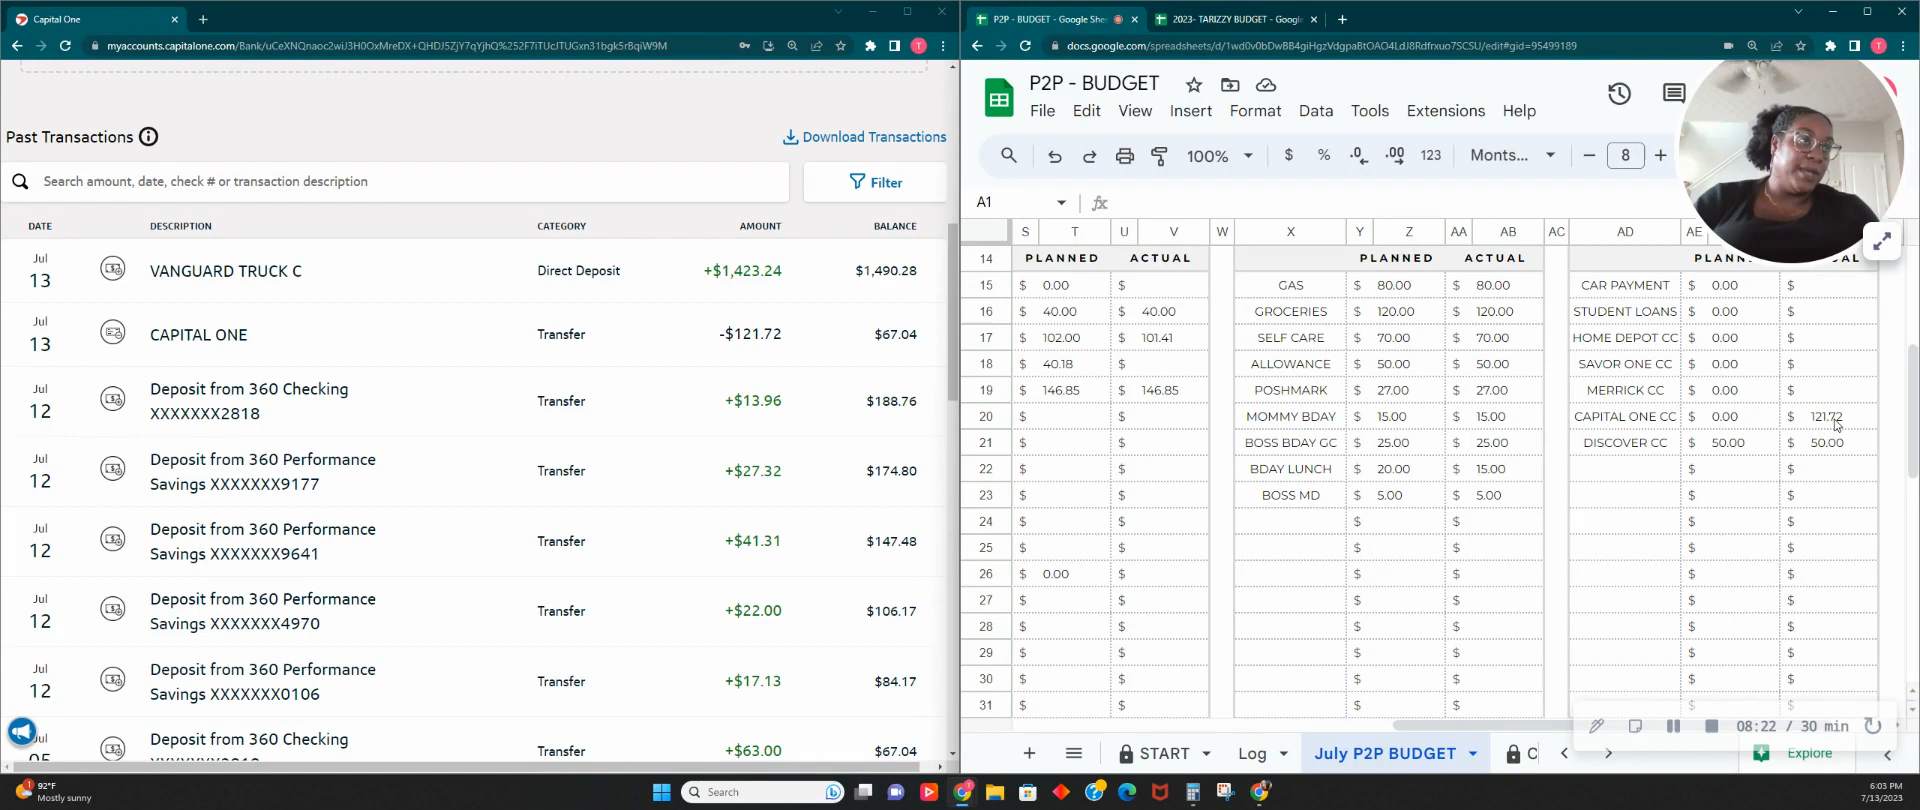 Capital One
P2P - BUDGET - Google She
2023- TARIZZY BUDGET - Google
myaccounts.capitalone.com/Bank/
docs.google.com/spreadsheets/d/
T
T
Past Transactions
Download Transactions
Search amount, date, check # or transaction description
Filter
DATE DESCRIPTION CATEGORY AMOUNT BALANCE
Jul
13 VANGUARD TRUCK C Direct Deposit +$1,423.24 $1,490.28
Jul
13 CAPITAL ONE Transfer -$121.72 $67.04
Jul
12 Deposit from 360 Checking
XXXXXXX2818 Transfer +$13.96 $188.76
Jul
12 Deposit from 360 Performance
Savings XXXXXXX9177 Transfer +$27.32 $174.80
Jul
12 Deposit from 360 Performance
Savings XXXXXXX9641 Transfer +$41.31 $147.48
Jul
12 Deposit from 360 Performance
Savings XXXXXXX4970 Transfer +$22.00 $106.17
Jul
12 Deposit from 360 Performance
Savings XXXXXXX0106 Transfer +$17.13 $84.17
Jul
Deposit from 360 Checking Transfer +$63.00 $67.04
P2P - BUDGET
File Edit View Insert Format Data Tools Extensions Help
100% $ % .0 .00 123 Monts... 8
A1 fx
S T U V W X Y Z AA AB AC AD AE
14 PLANNED ACTUAL PLANNED ACTUAL
15 $ 0.00 $ GAS $ 80.00 $ 80.00 CAR PAYMENT $ 0.00 $
16 $ 40.00 $ 40.00 GROCERIES $ 120.00 $ 120.00 STUDENT LOANS $ 0.00 $
17 $ 102.00 $ 101.41 SELF CARE $ 70.00 $ 70.00 HOME DEPOT CC $ 0.00 $
18 $ 40.18 $ ALLOWANCE $ 50.00 $ 50.00 SAVOR ONE CC $ 0.00 $
19 $ 146.85 $ 146.85 POSHMARK $ 27.00 $ 27.00 MERRICK CC $ 0.00 $
20 $ $ MOMMY BDAY $ 15.00 $ 15.00 CAPITAL ONE CC $ 0.00 $ 121.72
21 $ $ BOSS BDAY GC $ 25.00 $ 25.00 DISCOVER CC $ 50.00 $ 50.00
22 $ $ BDAY LUNCH $ 20.00 $ 15.00 $ $
23 $ $ BOSS MD $ 5.00 $ 5.00 $ $
24 $ $ $ $ $ $
25 $ $ $ $ $ $
26 $ 0.00 $ $ $ $ $
27 $ $ $ $ $ $
28 $ $ $ $ $ $
29 $ $ $ $ $ $
30 $ $ $ $ $ $
31 $ $ $ $ $ $
08:22 / 30 min
START Log July P2P BUDGET C Explore
92°F
Mostly sunny
Search
6:03 PM
7/13/2023